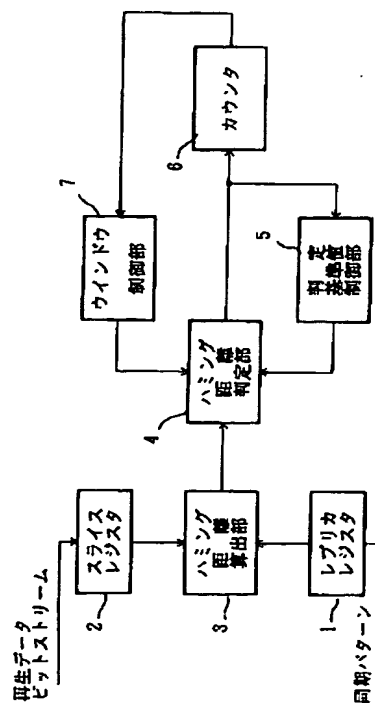 再生データ
ビットストリーム
2
スライス
レジスタ
3
ハミング
距離
算出部
1
レプリカ
レジスタ
同期パターン
4
ハミング
距離
判定部
7
ウインドウ
制御部
5
判定
基準値
制御部
6
カウンタ